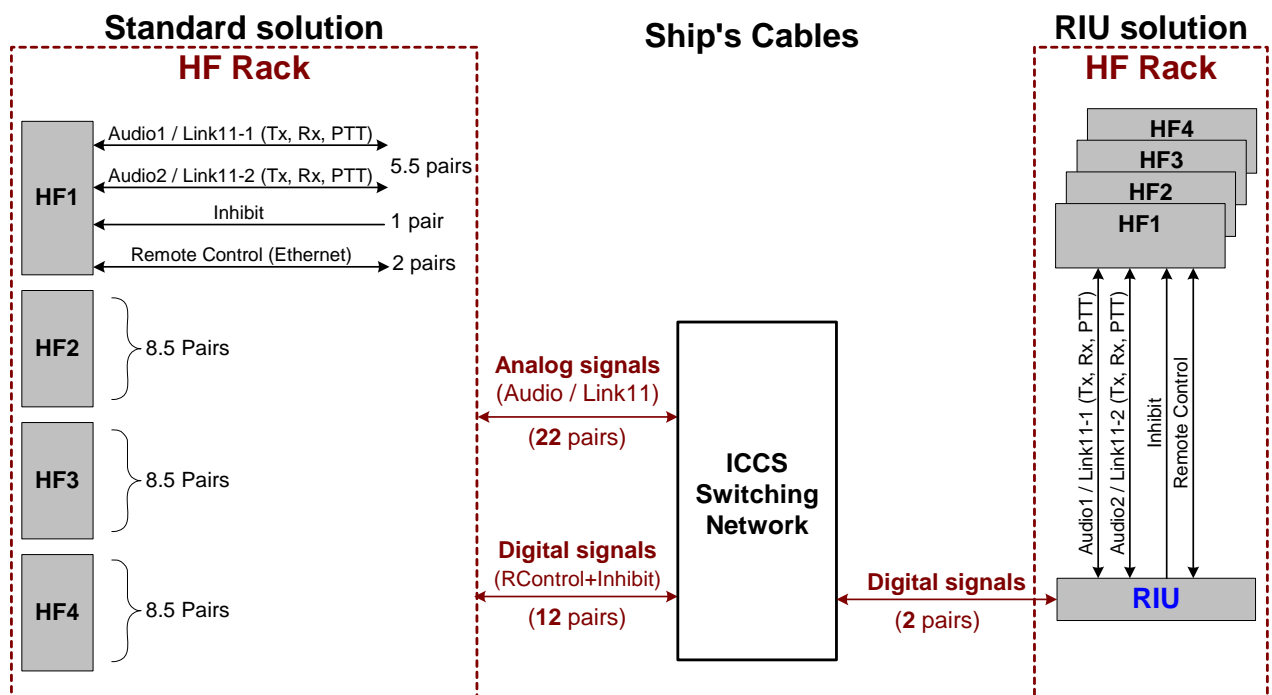 Standard solution
HF Rack
HF1
Audio1 / Link11-1 (Tx, Rx, PTT)
5.5 pairs
Audio2 / Link11-2 (Tx, Rx, PTT)
Inhibit
1 pair
Remote Control (Ethernet)
2 pairs
HF2
8.5 Pairs
HF3
8.5 Pairs
HF4
8.5 Pairs
Ship's Cables
Analog signals
(Audio / Link11)
(22 pairs)
Digital signals
(RControl+Inhibit)
(12 pairs)
ICCS
Switching
Network
Digital signals
(2 pairs)
RIU solution
HF Rack
HF4
HF3
HF2
HF1
Audio1 / Link11-1 (Tx, Rx, PTT)
Audio2 / Link11-2 (Tx, Rx, PTT)
Inhibit
Remote Control
RIU